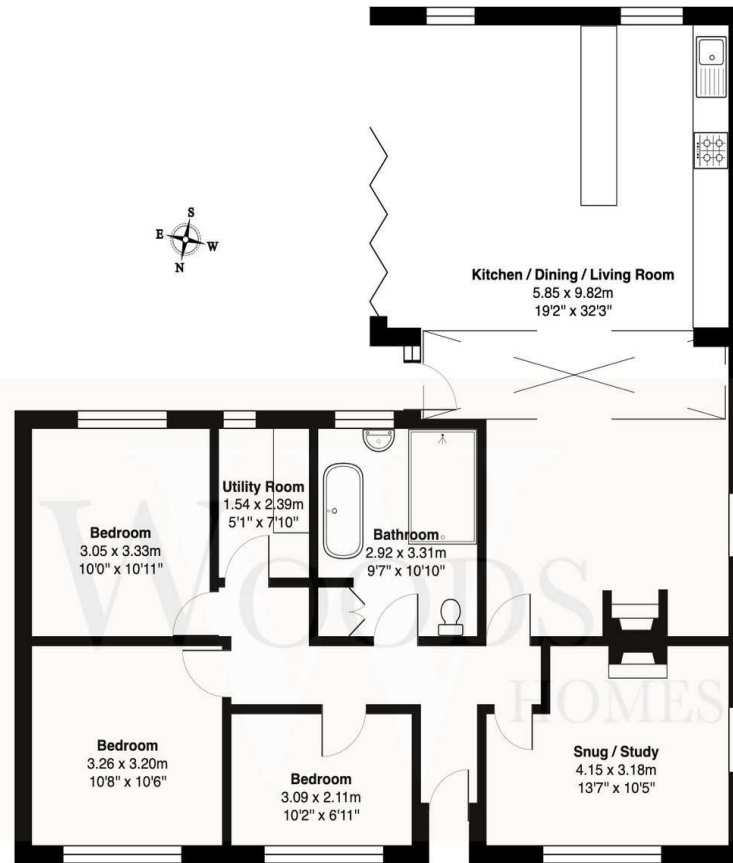 S
E
W
N
Kitchen / Dining / Living Room
5.85 x 9.82m
19'2" x 32'3"
Utility Room
1.54 x 2.39m
5'1" x 7'10"
Bedroom
3.05 x 3.33m
10'0" x 10'11"
Bathroom
2.92 x 3.31m
9'7" x 10'10"
WOODS
HOMES
Bedroom
3.26 x 3.20m
10'8" x 10'6"
Bedroom
3.09 x 2.11m
10'2" x 6'11"
Snug / Study
4.15 x 3.18m
13'7" x 10'5"